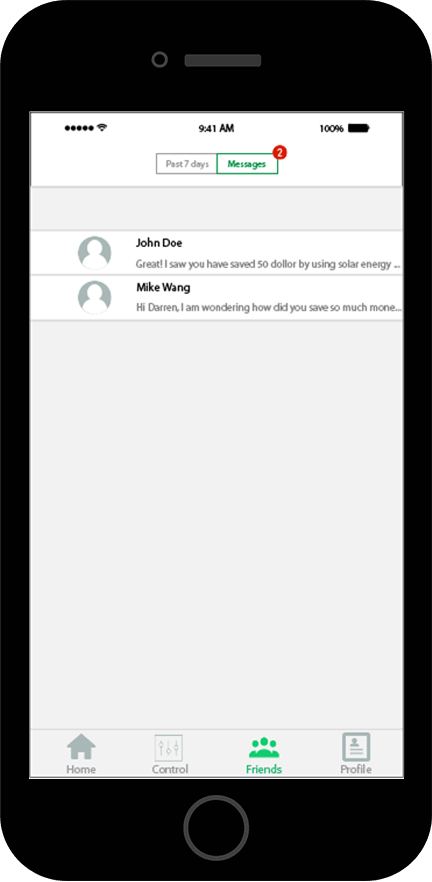 9:41 AM 100%
Past 7 days Messages 2
John Doe
Great! I saw you have saved 50 dollor by using solar energy ...
Mike Wang
Hi Darren, I am wondering how did you save so much mone...
Home Control Friends Profile